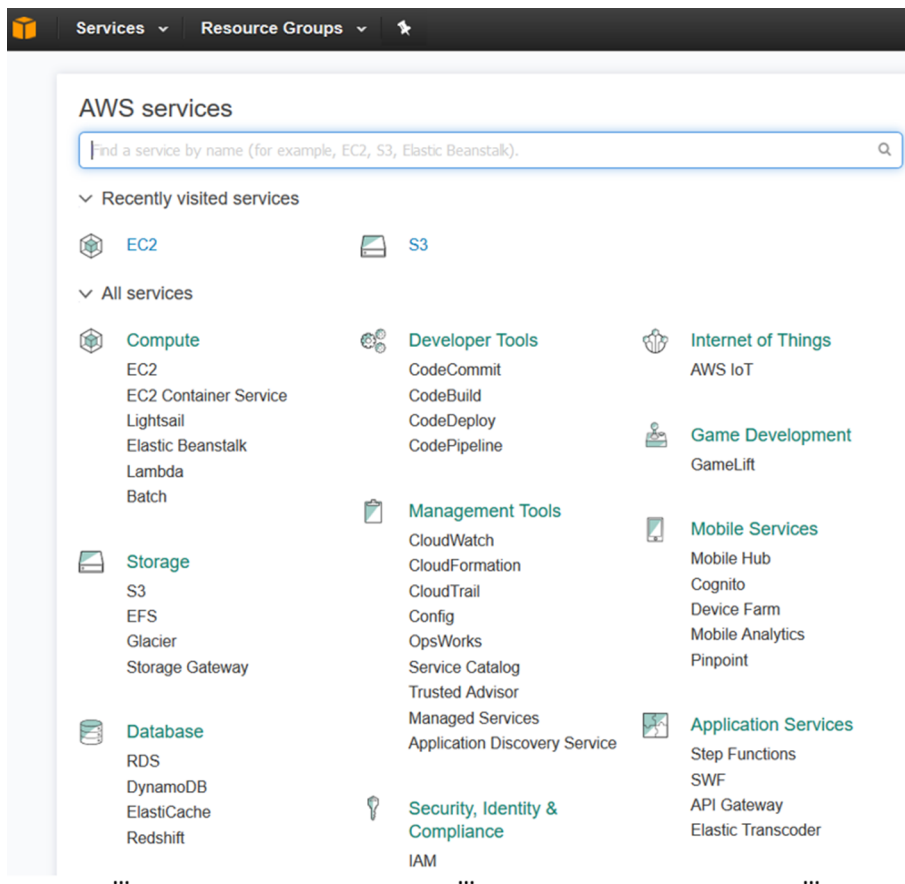 Services
Resource Groups
AWS services
Find a service by name (for example, EC2, S3, Elastic Beanstalk).
Recently visited services
EC2
S3
All services
Compute
EC2
EC2 Container Service
Lightsail
Elastic Beanstalk
Lambda
Batch
Storage
S3
EFS
Glacier
Storage Gateway
Database
RDS
DynamoDB
ElastiCache
Redshift
...
Developer Tools
CodeCommit
CodeBuild
CodeDeploy
CodePipeline
Management Tools
CloudWatch
CloudFormation
CloudTrail
Config
OpsWorks
Service Catalog
Trusted Advisor
Managed Services
Application Discovery Service
Security, Identity &
Compliance
IAM
...
Internet of Things
AWS IoT
Game Development
GameLift
Mobile Services
Mobile Hub
Cognito
Device Farm
Mobile Analytics
Pinpoint
Application Services
Step Functions
SWF
API Gateway
Elastic Transcoder
...